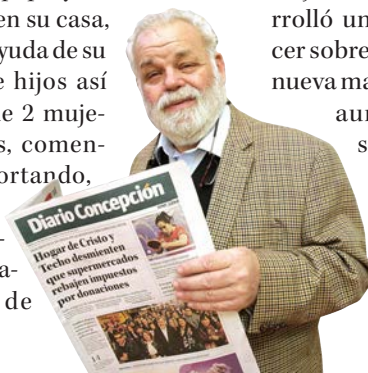 en su casa,
yuda de su
e hijos así
e 2 muje-
s, comen-
ortando,
-
a-
de
rrolló un
cer sobre
nueva ma
aun
s
Diario Concepción
Hogar de Cristo y
Techo desmienten
que supermercados
rebajen impuestos
por donaciones